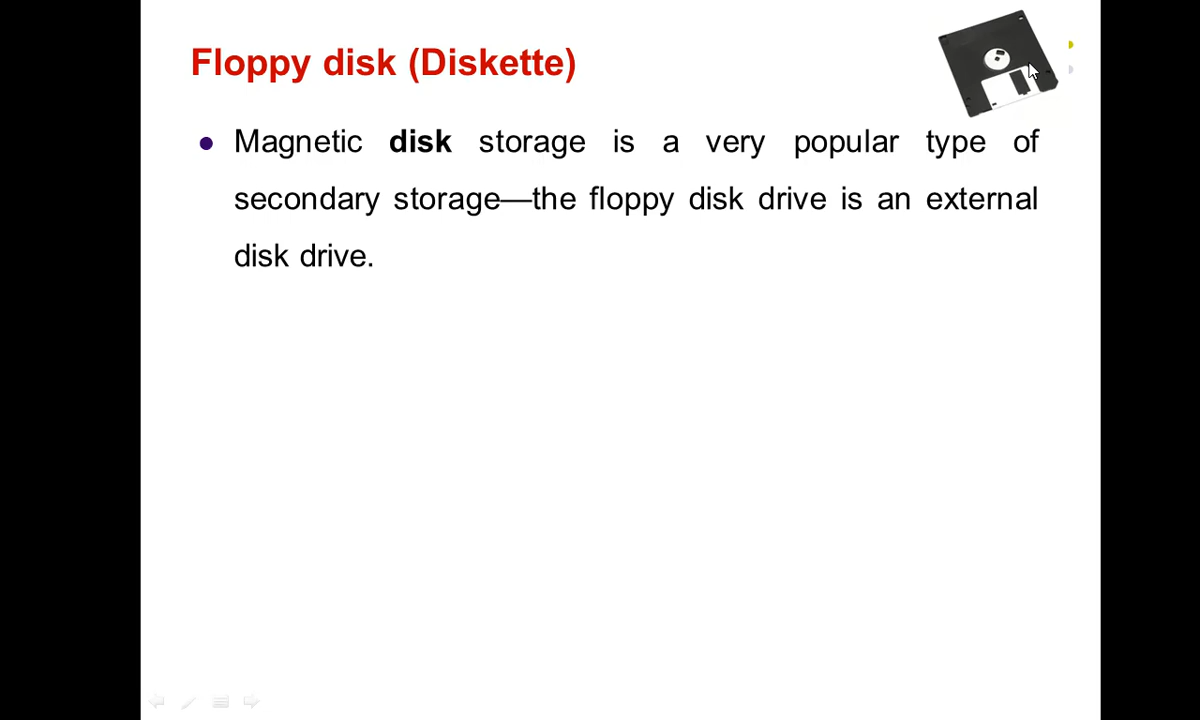 Floppy disk (Diskette)
Magnetic disk storage is a very popular type of
secondary storage—the floppy disk drive is an external
disk drive.